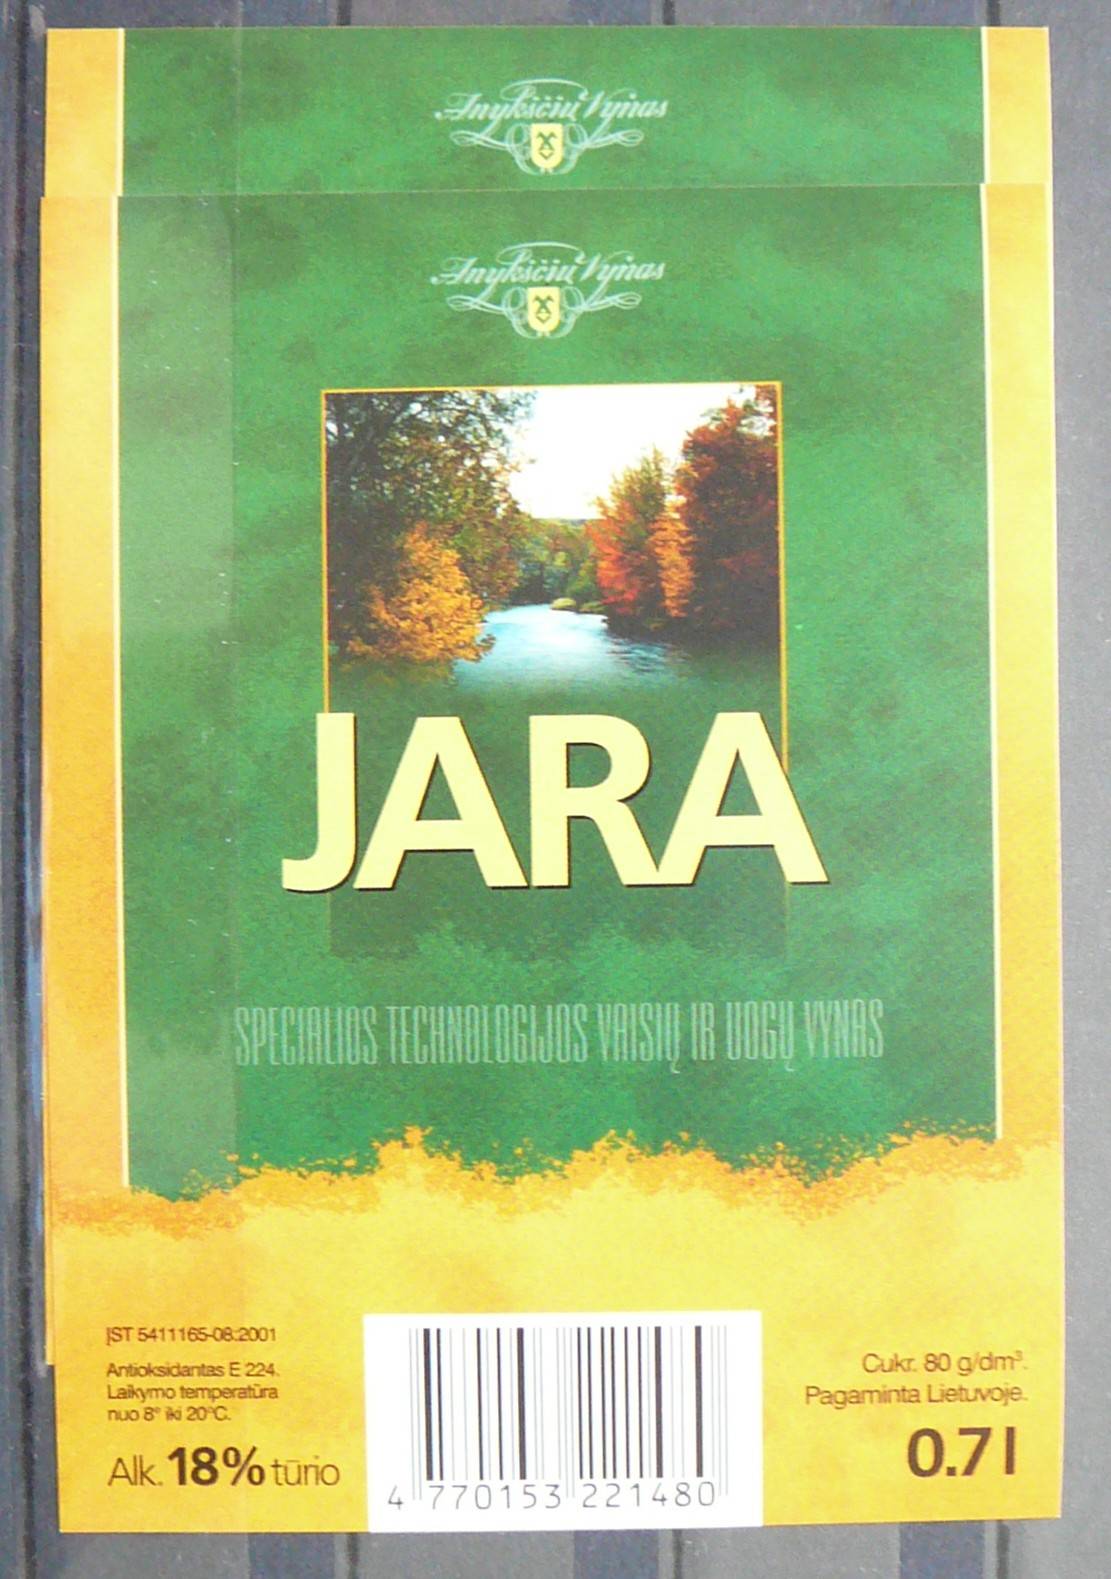 Anykščių Vynas
Anykščių Vynas
JARA
SPECIALIOS TECHNOLOGIJOS VAISIŲ IR UOGŲ VYNAS
ĮST 5411165-08:2001
Antioksidantas E 224.
Laikymo temperatūra
nuo 8° iki 20°C.
Alk. 18% tūrio
4 770153 221480
Cukr. 80 g/dm³.
Pagaminta Lietuvoje.
0.7 l